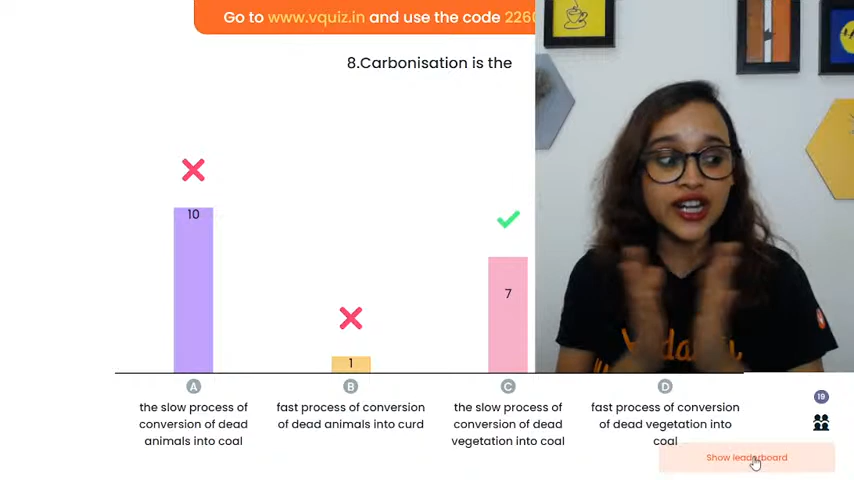 Go to www.vquiz.in and use the code 2260
8.Carbonisation is the
10
7
1
A
B
C
D
the slow process of
conversion of dead
animals into coal
fast process of conversion
of dead animals into curd
the slow process of
conversion of dead
vegetation into coal
fast process of conversion
of dead vegetation into
coal
19
Show leaderboard